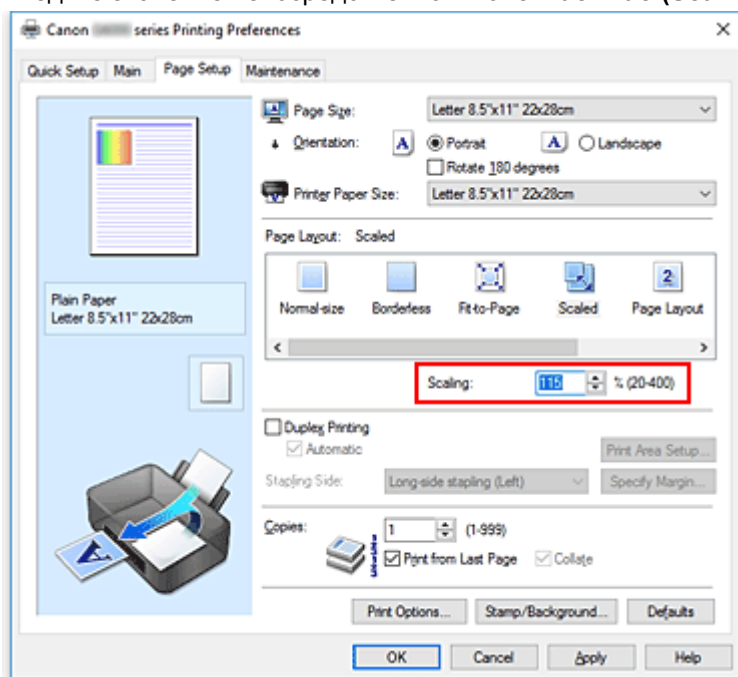 Canon series Printing Preferences
Quick Setup Main Page Setup Maintenance
Page Size: Letter 8.5"x11" 22x28cm
Orientation: A Portrait A Landscape
Rotate 180 degrees
Printer Paper Size: Letter 8.5"x11" 22x28cm
Page Layout: Scaled
Normal-size Borderless Fit-to-Page Scaled 2 Page Layout
Plain Paper
Letter 8.5"x11" 22x28cm
Scaling: 115 % (20-400)
Duplex Printing
Automatic
Print Area Setup...
Stapling Side: Long-side stapling (Left) Specify Margin...
Copies: 1 (1-999)
Print from Last Page Collate
A
Print Options... Stamp/Background... Defaults
OK Cancel Apply Help